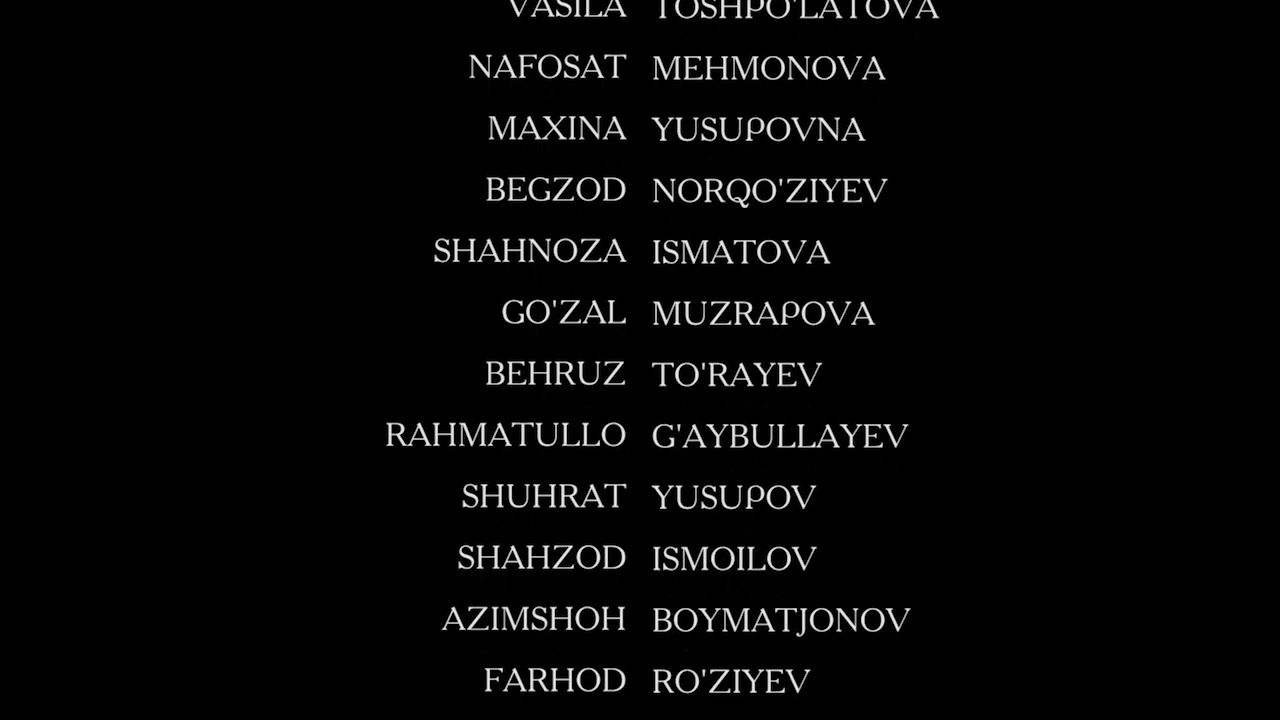 VASILA TOSHPO'LATOVA
NAFOSAT MEHMONOVA
MAXINA YUSUPOVNA
BEGZOD NORQO'ZIYEV
SHAHNOZA ISMATOVA
GO'ZAL MUZRAPOVA
BEHRUZ TO'RAYEV
RAHMATULLO G'AYBULLAYEV
SHUHRAT YUSUPOV
SHAHZOD ISMOILOV
AZIMSHOH BOYMATJONOV
FARHOD RO'ZIYEV